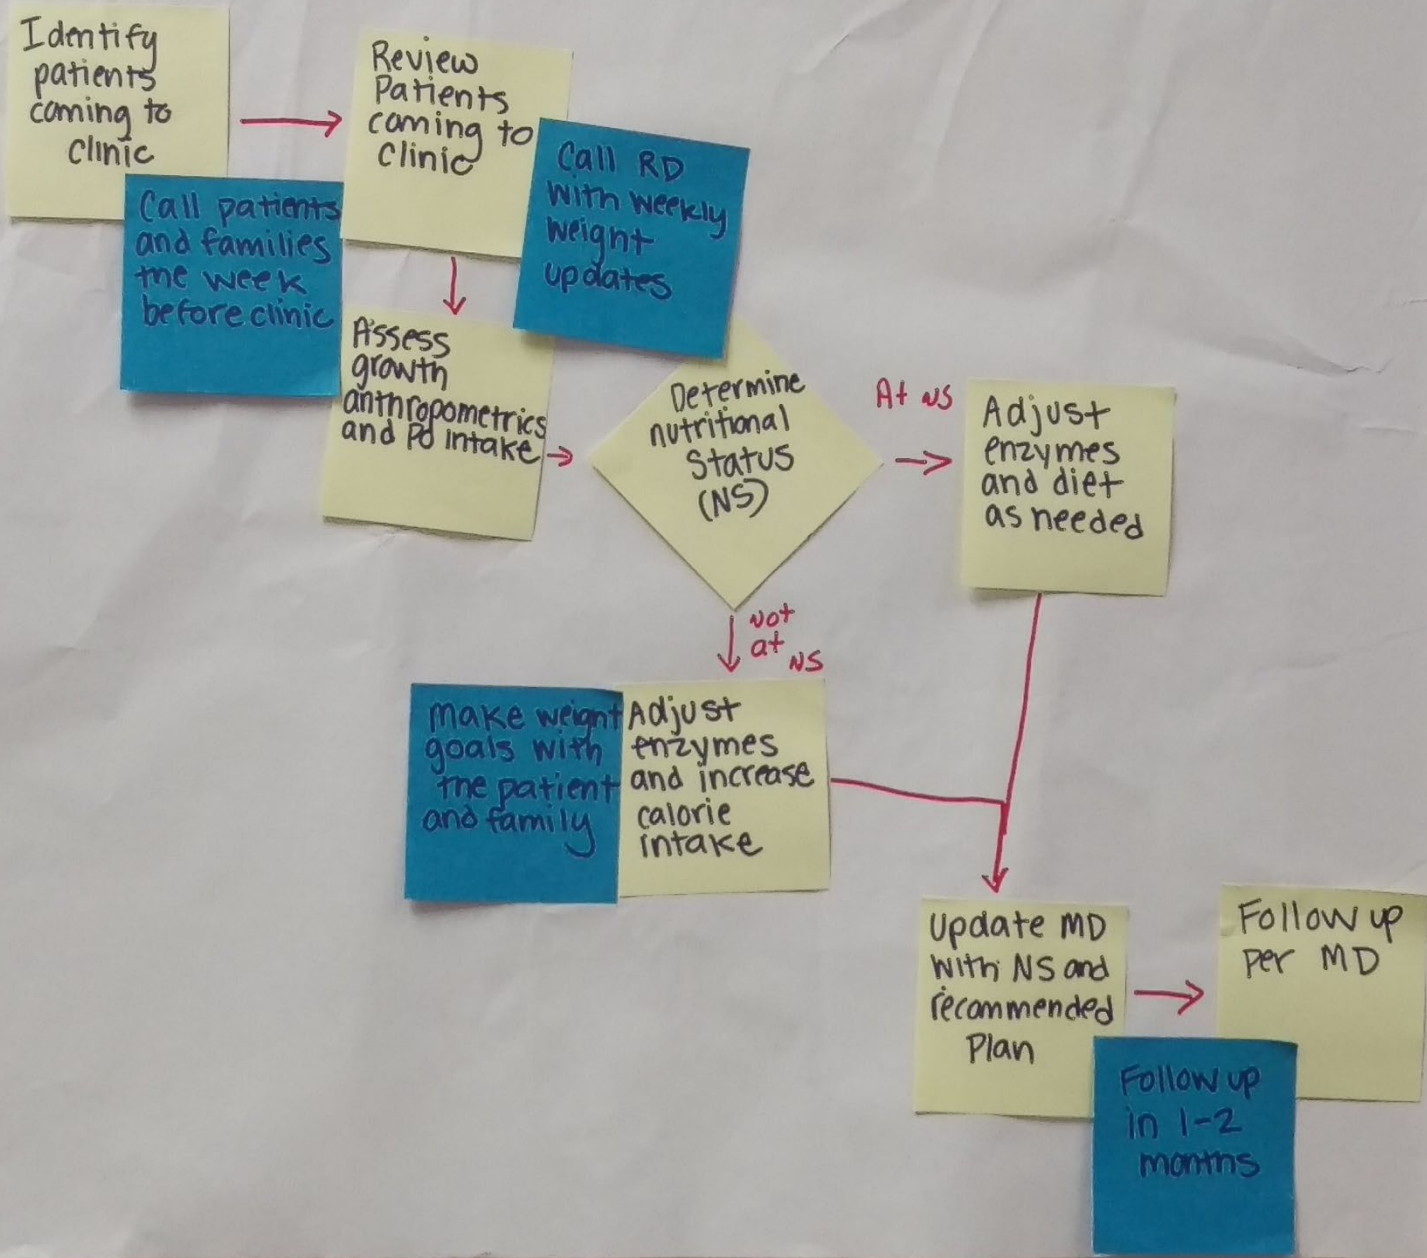 Identify
patients
coming to
clinic
Review
Patients
coming to
clinic
Call patients
and families
the week
before clinic
Call RD
with weekly
weight
updates
Assess
growth
anthropometrics
and PO intake
Determine
nutritional
Status
(NS)
At NS
Adjust
enzymes
and diet
as needed
Not
at
NS
make weight
goals with
the patient
and family
Adjust
enzymes
and increase
calorie
intake
Update MD
with NS and
recommended
Plan
Follow up
per MD
Follow up
in 1-2
months